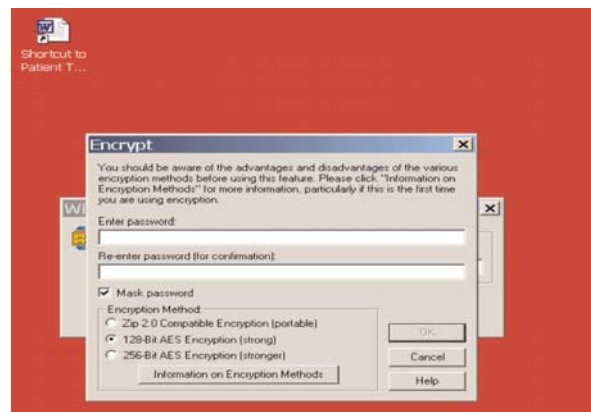 Shortcut to
Patient T...
Encrypt
You should be aware of the advantages and disadvantages of the various
encryption methods before using this feature. Please click "Information on
Encryption Methods" for more information, particularly if this is the first time
you are using encryption.
Wi
Enter password:
Re-enter password (for confirmation):
Mask password
Encryption Method:
Zip 2.0 Compatible Encryption (portable)
128-Bit AES Encryption (strong)
256-Bit AES Encryption (stronger)
Information on Encryption Methods
OK
Cancel
Help